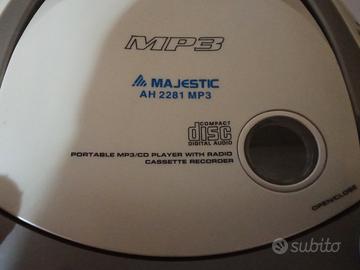 MP3
MAJESTIC
AH 2281 MP3
COMPACT
disc
DIGITAL AUDIO
PORTABLE MP3/CD PLAYER WITH RADIO
CASSETTE RECORDER
OPEN/CLOSE
subito